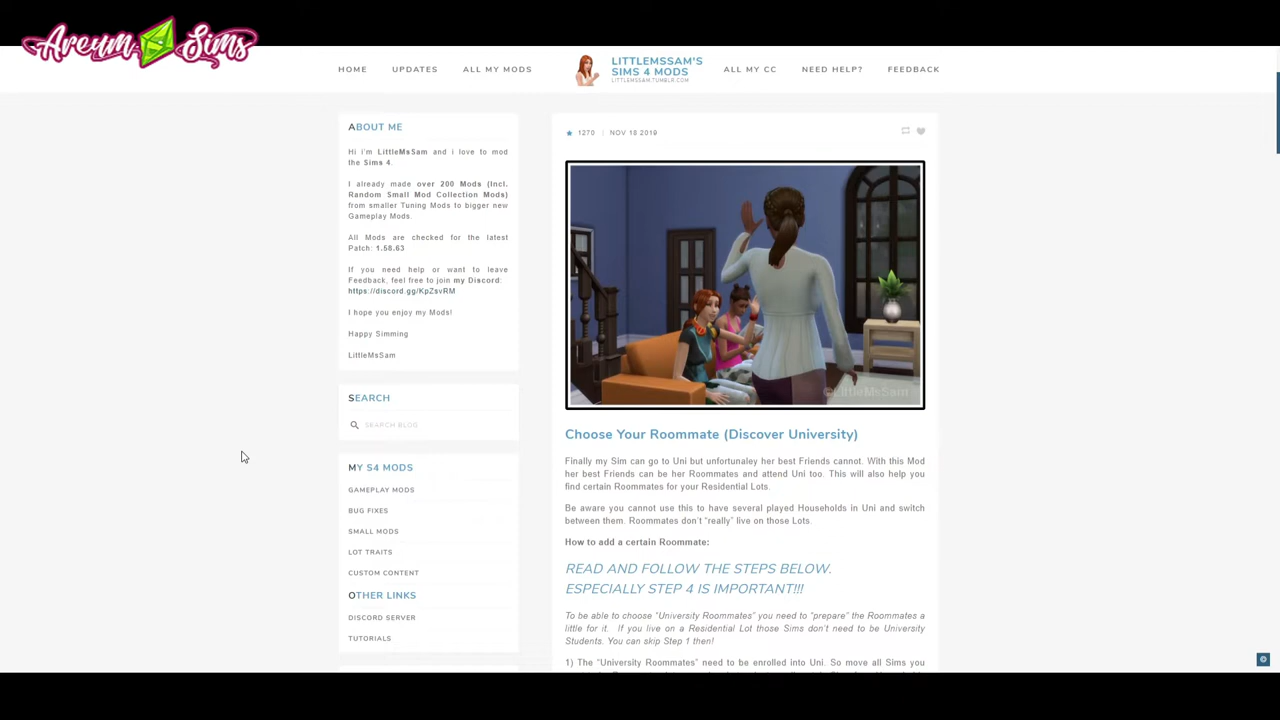 Areum Sims
HOME
UPDATES
ALL MY MODS
LITTLEMSSAM'S
SIMS 4 MODS
LITTLEMSSAM.TUMBLR.COM
ALL MY CC
NEED HELP?
FEEDBACK
ABOUT ME
Hi i'm LittleMsSam and i love to mod
the Sims 4.
I already made over 200 Mods (Incl.
Random Small Mod Collection Mods)
from smaller Tuning Mods to bigger new
Gameplay Mods.
All Mods are checked for the latest
Patch: 1.58.63
If you need help or want to leave
Feedback, feel free to join my Discord:
https://discord.gg/KpZsvRM
I hope you enjoy my Mods!
Happy Simming
LittleMsSam
SEARCH
SEARCH BLOG
MY S4 MODS
GAMEPLAY MODS
BUG FIXES
SMALL MODS
LOT TRAITS
CUSTOM CONTENT
OTHER LINKS
DISCORD SERVER
TUTORIALS
1270 | NOV 18 2019
©LittleMsSam
Choose Your Roommate (Discover University)
Finally my Sim can go to Uni but unfortunaley her best Friends cannot. With this Mod
her best Friends can be her Roommates and attend Uni too. This will also help you
find certain Roommates for your Residential Lots.
Be aware you cannot use this to have several played Households in Uni and switch
between them. Roommates don't "really" live on those Lots.
How to add a certain Roommate:
READ AND FOLLOW THE STEPS BELOW.
ESPECIALLY STEP 4 IS IMPORTANT!!!
To be able to choose "University Roommates" you need to "prepare" the Roommates a
little for it. If you live on a Residential Lot those Sims don't need to be University
Students. You can skip Step 1 then!
1) The "University Roommates" need to be enrolled into Uni. So move all Sims you